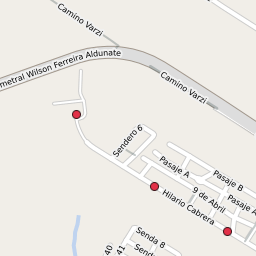 Camino Varzi
metral Wilson Ferreira Aldunate
Camino Varzi
Sendero 6
Pasaje A
Pasaje B
9 de Abril
Hilario Cabrera
Pasaje
Senda 8
40
41